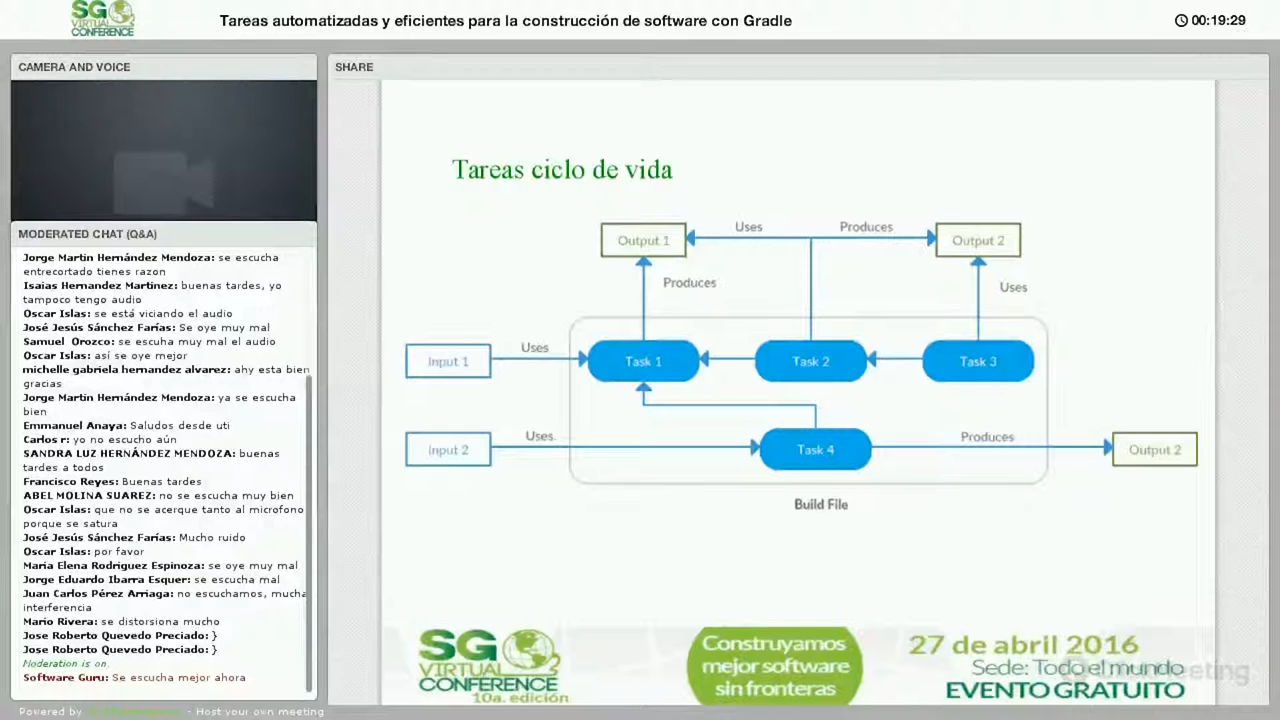 SG
VIRTUAL
CONFERENCE
Tareas automatizadas y eficientes para la construcción de software con Gradle
00:19:29
CAMERA AND VOICE
MODERATED CHAT (Q&A)
Jorge Martin Hernández Mendoza: se escucha
entrecortado tienes razon
Isaias Hernandez Martinez: buenas tardes, yo
tampoco tengo audio
Oscar Islas: se está viciando el audio
José Jesús Sánchez Farías: Se oye muy mal
Samuel Orozco: se escuha muy mal el audio
Oscar Islas: así se oye mejor
michelle gabriela hernandez alvarez: ahy esta bien
gracias
Jorge Martin Hernández Mendoza: ya se escucha
bien
Emmanuel Anaya: Saludos desde uti
Carlos r: yo no escucho aún
SANDRA LUZ HERNÁNDEZ MENDOZA: buenas
tardes a todos
Francisco Reyes: Buenas tardes
ABEL MOLINA SUAREZ: no se escucha muy bien
Oscar Islas: que no se acerque tanto al microfono
porque se satura
José Jesús Sánchez Farías: Mucho ruido
Oscar Islas: por favor
Maria Elena Rodriguez Espinoza: se oye muy mal
Jorge Eduardo Ibarra Esquer: se escucha mal
Juan Carlos Pérez Arriaga: no escuchamos, mucha
interferencia
Mario Rivera: se distorsiona mucho
Jose Roberto Quevedo Preciado: }
Jose Roberto Quevedo Preciado: }
Moderation is on.
Software Guru: Se escucha mejor ahora
Powered by
- Host your own meeting
SHARE
Tareas ciclo de vida
Output 1
Uses
Produces
Output 2
Produces
Uses
Input 1
Uses
Task 1
Task 2
Task 3
Input 2
Uses
Task 4
Produces
Output 2
Build File
SG
VIRTUAL
CONFERENCE
10a. edición
Construyamos
mejor software
sin fronteras
27 de abril 2016
Sede: Todo el mundo
EVENTO GRATUITO